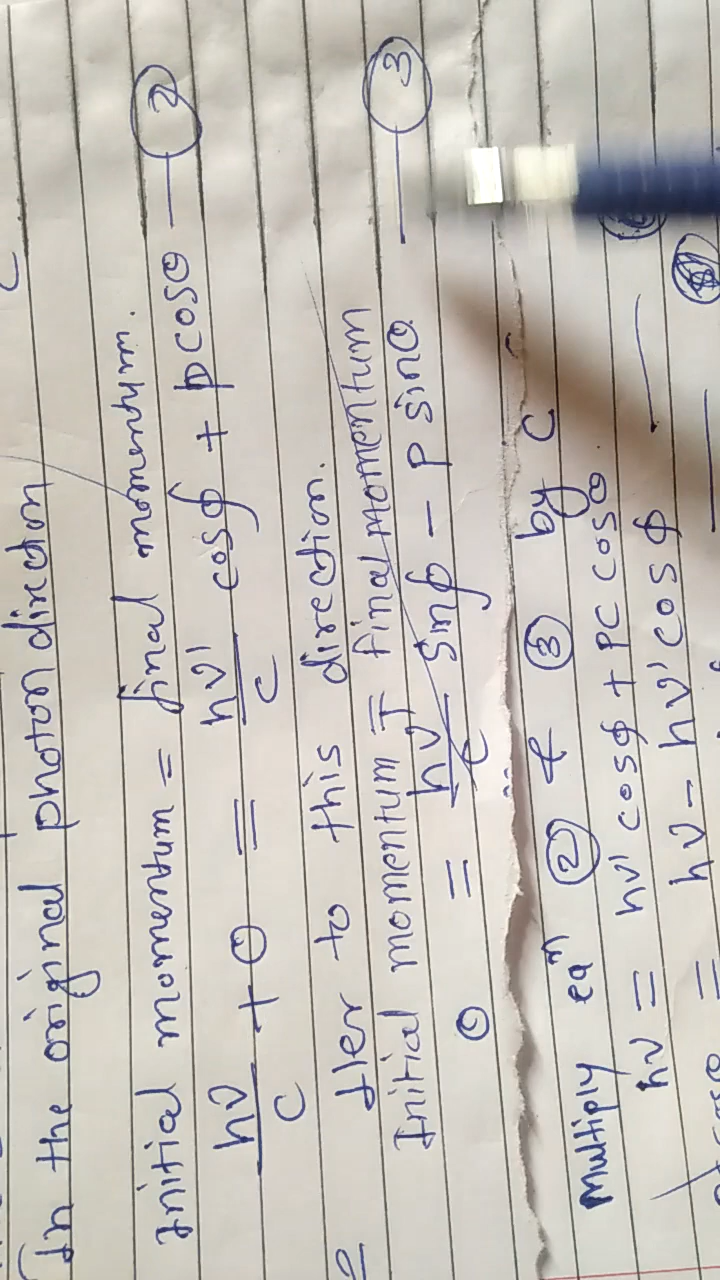 In the original photon direction
Initial momentum = final momentum.
hν/c + 0 = hν'/c cosϕ + p cosθ — ②
ller to this direction.
Initial momentum = final momentum
0 = hν'/c sinϕ - p sinθ — ③
Multiply eqⁿ ② & ③ by c
hν = hν' cosϕ + PC cosθ.
= hν - hν' cosϕ